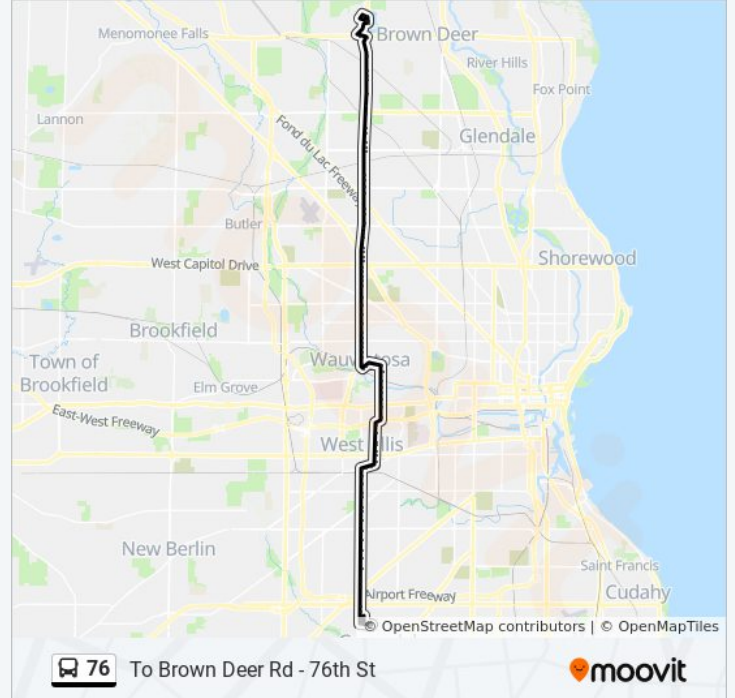 Menomonee Falls
Brown Deer
River Hills
Fox Point
Lannon
Fond du Lac Freeway
Glendale
Butler
West Capitol Drive
Shorewood
Brookfield
Town of
Brookfield
Wauwatosa
Elm Grove
East-West Freeway
West Allis
New Berlin
Saint Francis
Cudahy
Airport Freeway
© OpenStreetMap contributors | © OpenMapTiles
76 To Brown Deer Rd - 76th St
moovit